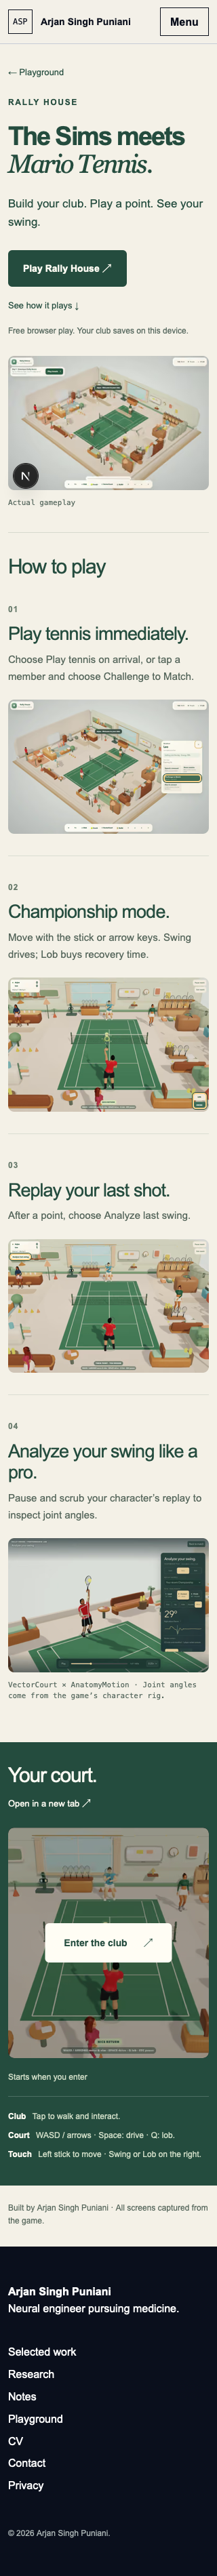 ASP
Arjan Singh Puniani
Menu
← Playground
RALLY HOUSE
The Sims meets
Mario Tennis.
Build your club. Play a point. See your
swing.
Play Rally House ↗
See how it plays ↓
Free browser play. Your club saves on this device.
N
Actual gameplay
How to play
01
Play tennis immediately.
Choose Play tennis on arrival, or tap a
member and choose Challenge to Match.
02
Championship mode.
Move with the stick or arrow keys. Swing
drives; Lob buys recovery time.
03
Replay your last shot.
After a point, choose Analyze last swing.
04
Analyze your swing like a
pro.
Pause and scrub your character's replay to
inspect joint angles.
Analyze your swing
29°
VectorCourt × AnatomyMotion · Joint angles
come from the game's character rig.
Your court.
Open in a new tab ↗
Enter the club ↗
Starts when you enter
Club Tap to walk and interact.
Court WASD / arrows · Space: drive · Q: lob.
Touch Left stick to move · Swing or Lob on the right.
Built by Arjan Singh Puniani · All screens captured from
the game.
Arjan Singh Puniani
Neural engineer pursuing medicine.
Selected work
Research
Notes
Playground
CV
Contact
Privacy
© 2026 Arjan Singh Puniani.